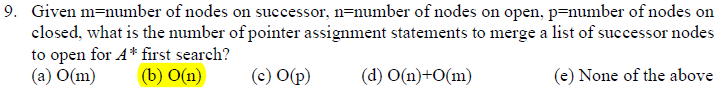 9. Given m=number of nodes on successor, n=number of nodes on open, p=number of nodes on
closed, what is the number of pointer assignment statements to merge a list of successor nodes
to open for A* first search?
(a) O(m) (b) O(n) (c) O(p) (d) O(n)+O(m) (e) None of the above